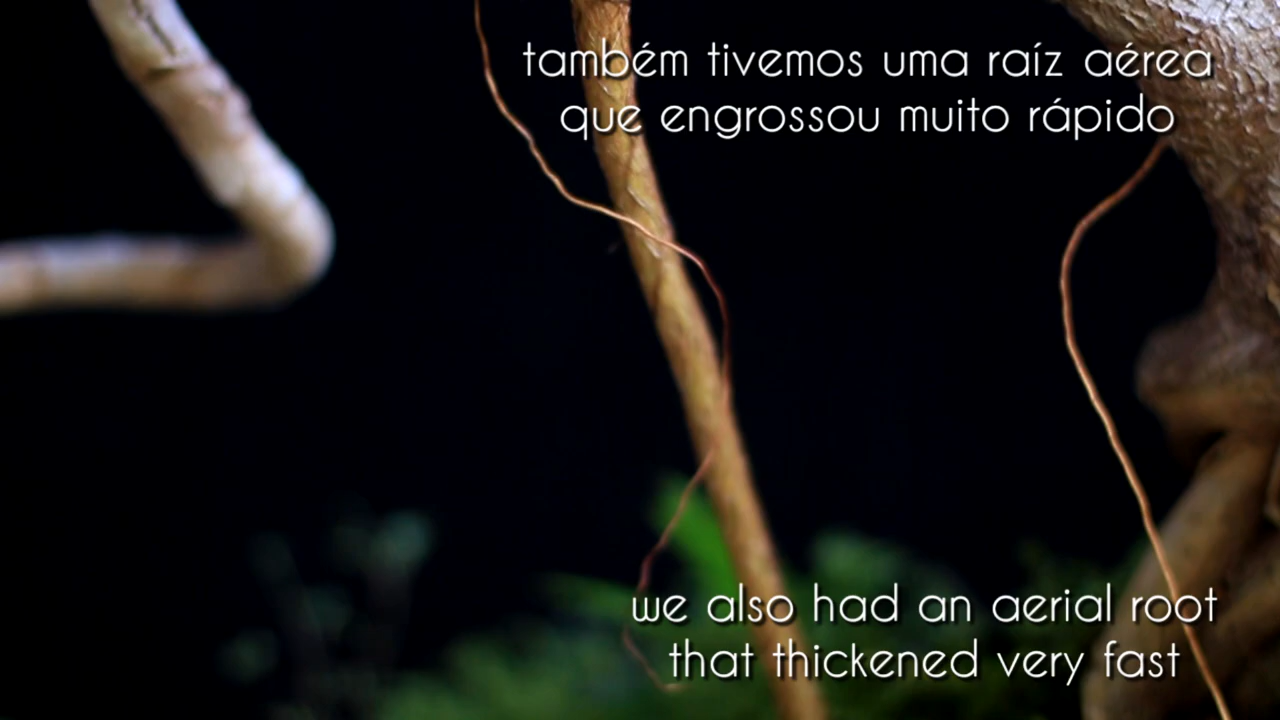 também tivemos uma raíz aérea
que engrossou muito rápido
we also had an aerial root
that thickened very fast